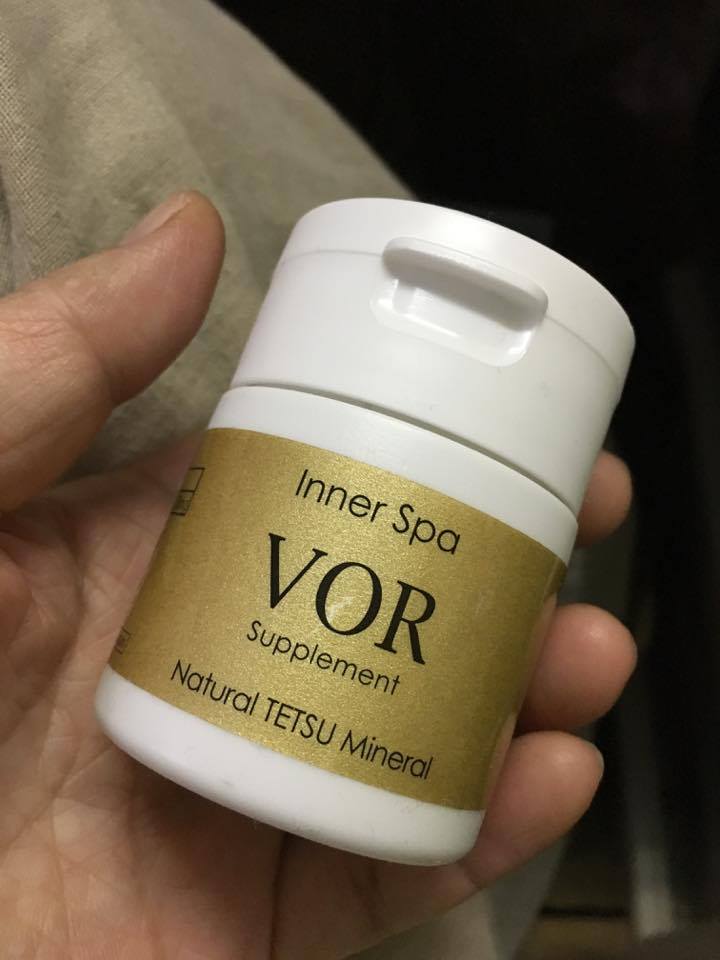 Inner Spa
VOR
Supplement
Natural TETSU Mineral